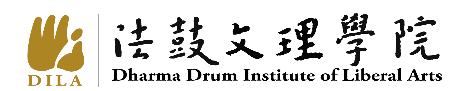 DILA
法鼓文理學院
Dharma Drum Institute of Liberal Arts